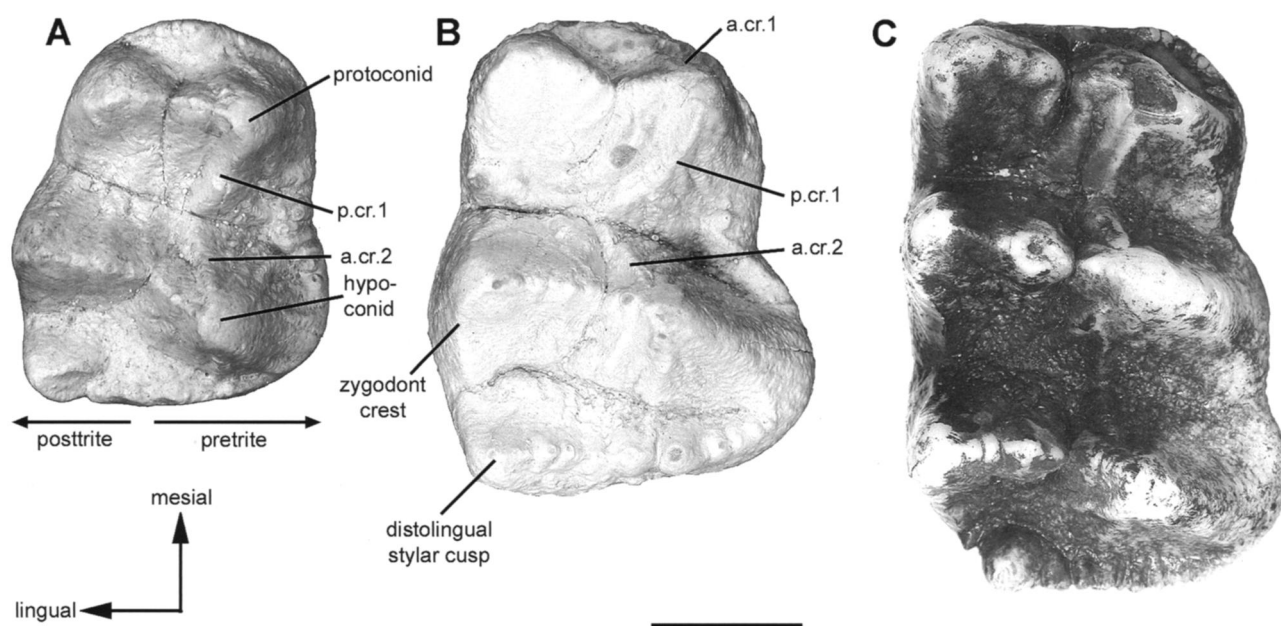 A
protoconid
p.cr.1
a.cr.2
hypo-
conid
posttrite
pretrite
mesial
lingual
B
a.cr.1
p.cr.1
a.cr.2
zygodont
crest
distolingual
stylar cusp
C